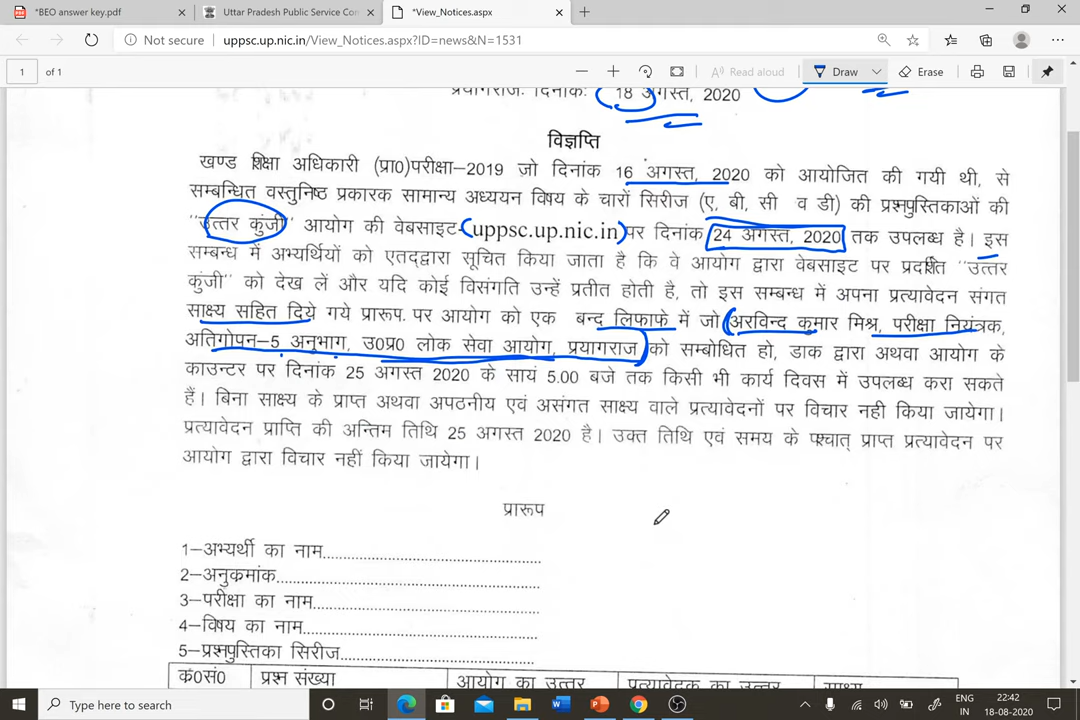 *BEO answer key.pdf
Uttar Pradesh Public Service Con
*View_Notices.aspx
Not secure
uppsc.up.nic.in/View_Notices.aspx?ID=news&N=1531
1 of 1
Read aloud
Draw
Erase
प्रयागराज: दिनांक: 18 अगस्त, 2020
विज्ञप्ति
खण्ड शिक्षा अधिकारी (प्रा0)परीक्षा–2019 जो दिनांक 16 अगस्त, 2020 को आयोजित की गयी थी, से
सम्बन्धित वस्तुनिष्ठ प्रकारक सामान्य अध्ययन विषय के चारों सिरीज (ए, बी, सी व डी) की प्रश्नपुस्तिकाओं की
''उत्तर कुंजी'' आयोग की वेबसाइट-uppsc.up.nic.in पर दिनांक 24 अगस्त, 2020 तक उपलब्ध है। इस
सम्बन्ध में अभ्यर्थियों को एतद्द्वारा सूचित किया जाता है कि वे आयोग द्वारा वेबसाइट पर प्रदर्शित ''उत्तर
कुंजी'' को देख लें और यदि कोई विसंगति उन्हें प्रतीत होती है, तो इस सम्बन्ध में अपना प्रत्यावेदन संगत
साक्ष्य सहित दिये गये प्रारूप पर आयोग को एक बन्द लिफाफे में जो अरविन्द कुमार मिश्र, परीक्षा नियंत्रक,
अतिगोपन–5 अनुभाग, उ0प्र0 लोक सेवा आयोग, प्रयागराज को सम्बोधित हो, डाक द्वारा अथवा आयोग के
काउन्टर पर दिनांक 25 अगस्त 2020 के सायं 5.00 बजे तक किसी भी कार्य दिवस में उपलब्ध करा सकते
हैं। बिना साक्ष्य के प्राप्त अथवा अपठनीय एवं असंगत साक्ष्य वाले प्रत्यावेदनों पर विचार नही किया जायेगा।
प्रत्यावेदन प्राप्ति की अन्तिम तिथि 25 अगस्त 2020 है। उक्त तिथि एवं समय के पश्चात् प्राप्त प्रत्यावेदन पर
आयोग द्वारा विचार नहीं किया जायेगा।
प्रारूप
1–अभ्यर्थी का नाम..............................
2–अनुकमांक..............................
3–परीक्षा का नाम..............................
4–विषय का नाम..............................
5–प्रश्नपुस्तिका सिरीज..............................
कं0सं0 प्रश्न संख्या आयोग का उत्तर प्रत्यावेदक का उत्तर साक्ष्य
Type here to search
ENG
IN
22:42
18-08-2020